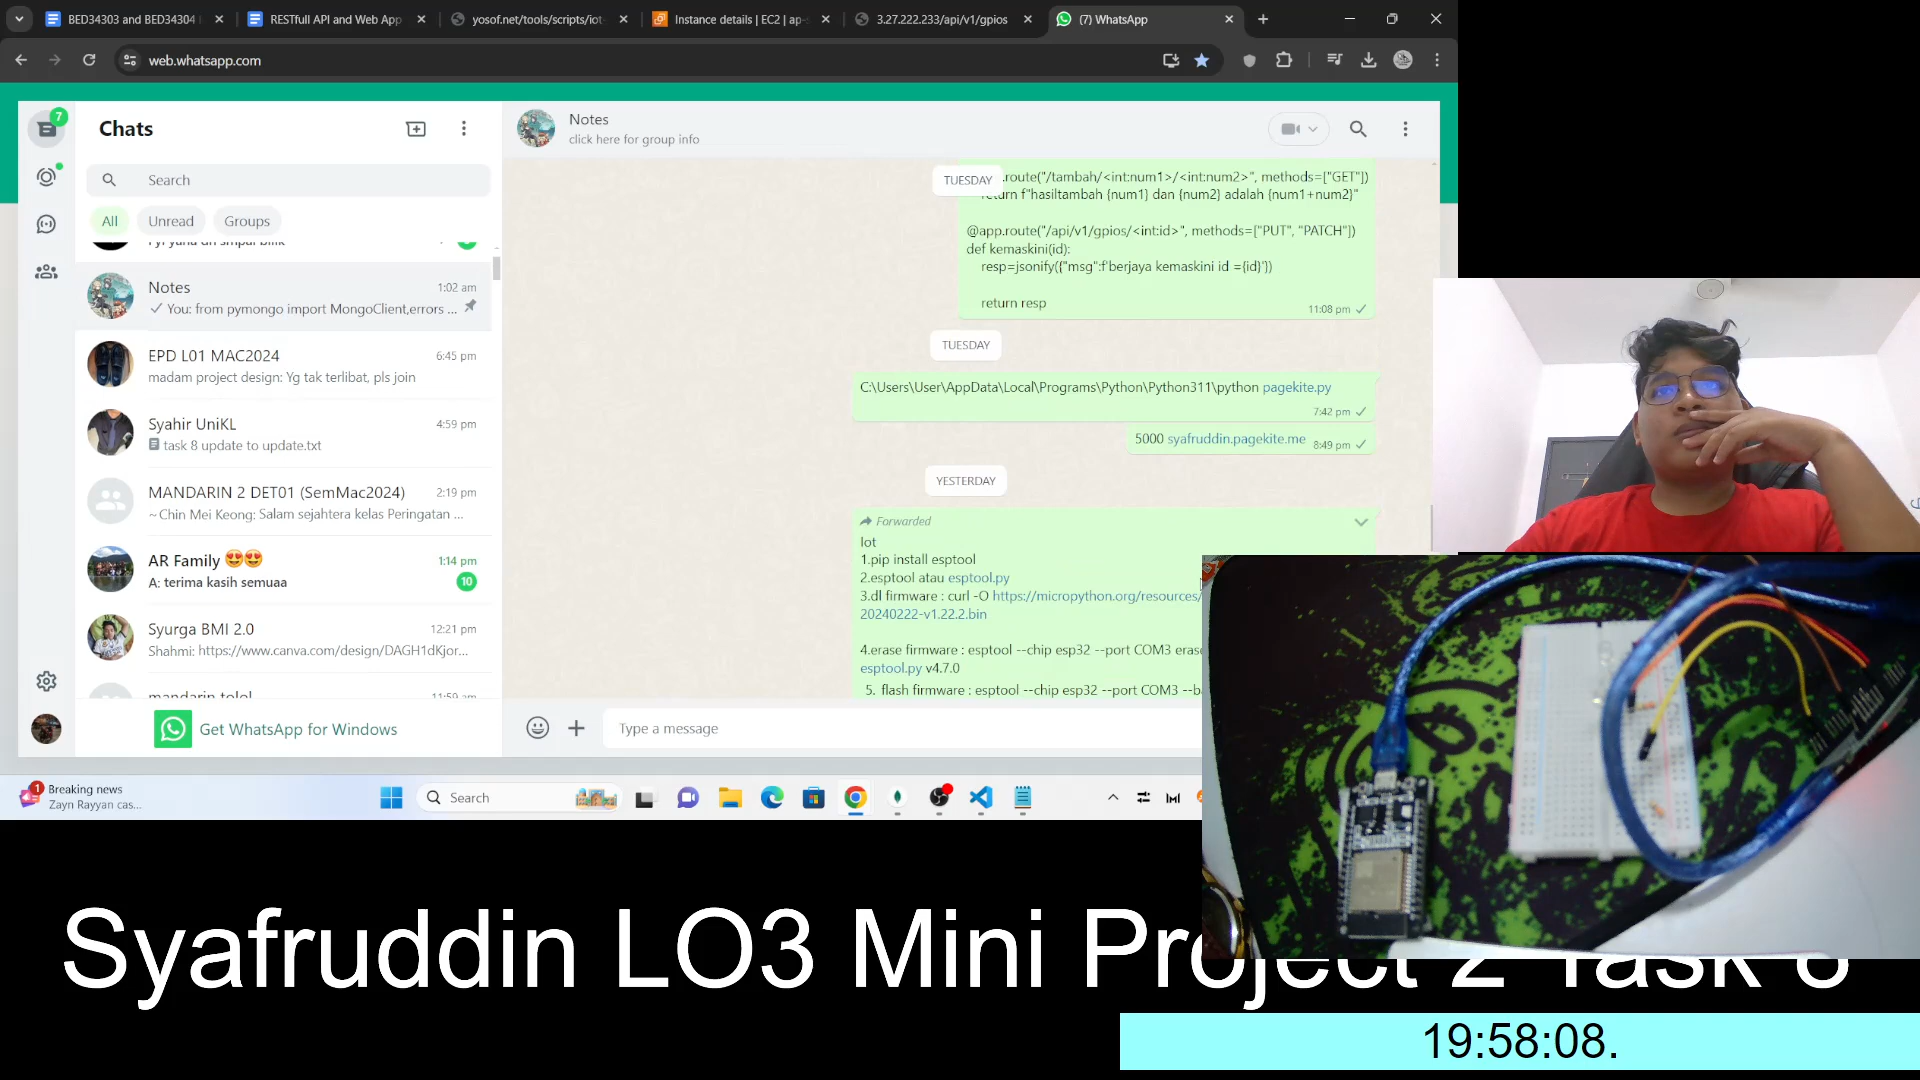 BED34303 and BED34304
RESTfull API and Web App
yosof.net/tools/scripts/iot-
Instance details | EC2 | ap-
3.27.222.233/api/v1/gpios
(7) WhatsApp
web.whatsapp.com
7
Chats
Search
All
Unread
Groups
Notes
1:02 am
You: from pymongo import MongoClient,errors ...
EPD L01 MAC2024
6:45 pm
madam project design: Yg tak terlibat, pls join
Syahir UniKL
4:59 pm
task 8 update to update.txt
MANDARIN 2 DET01 (SemMac2024)
2:19 pm
~ Chin Mei Keong: Salam sejahtera kelas Peringatan ...
AR Family 😍😍
1:14 pm
A: terima kasih semuaa
10
Syurga BMI 2.0
12:21 pm
Shahmi: https://www.canva.com/design/DAGH1dKjor...
mandarin tolol
11:59 am
Get WhatsApp for Windows
Notes
click here for group info
TUESDAY
.route("/tambah/<int:num1>/<int:num2>", methods=["GET"])
return f"hasiltambah {num1} dan {num2} adalah {num1+num2}"
@app.route("/api/v1/gpios/<int:id>", methods=["PUT", "PATCH"])
def kemaskini(id):
resp=jsonify({"msg":f'berjaya kemaskini id ={id}'})
return resp
11:08 pm
TUESDAY
C:\Users\User\AppData\Local\Programs\Python\Python311\python pagekite.py
7:42 pm
5000 syafruddin.pagekite.me
8:49 pm
YESTERDAY
Forwarded
Iot
1.pip install esptool
2.esptool atau esptool.py
3.dl firmware : curl -O https://micropython.org/resources/
20240222-v1.22.2.bin
4.erase firmware : esptool --chip esp32 --port COM3 eras
esptool.py v4.7.0
5. flash firmware : esptool --chip esp32 --port COM3 --b
Type a message
1
Breaking news
Zayn Rayyan cas...
Search
Syafruddin LO3 Mini Project 2 Task 8
19:58:08.